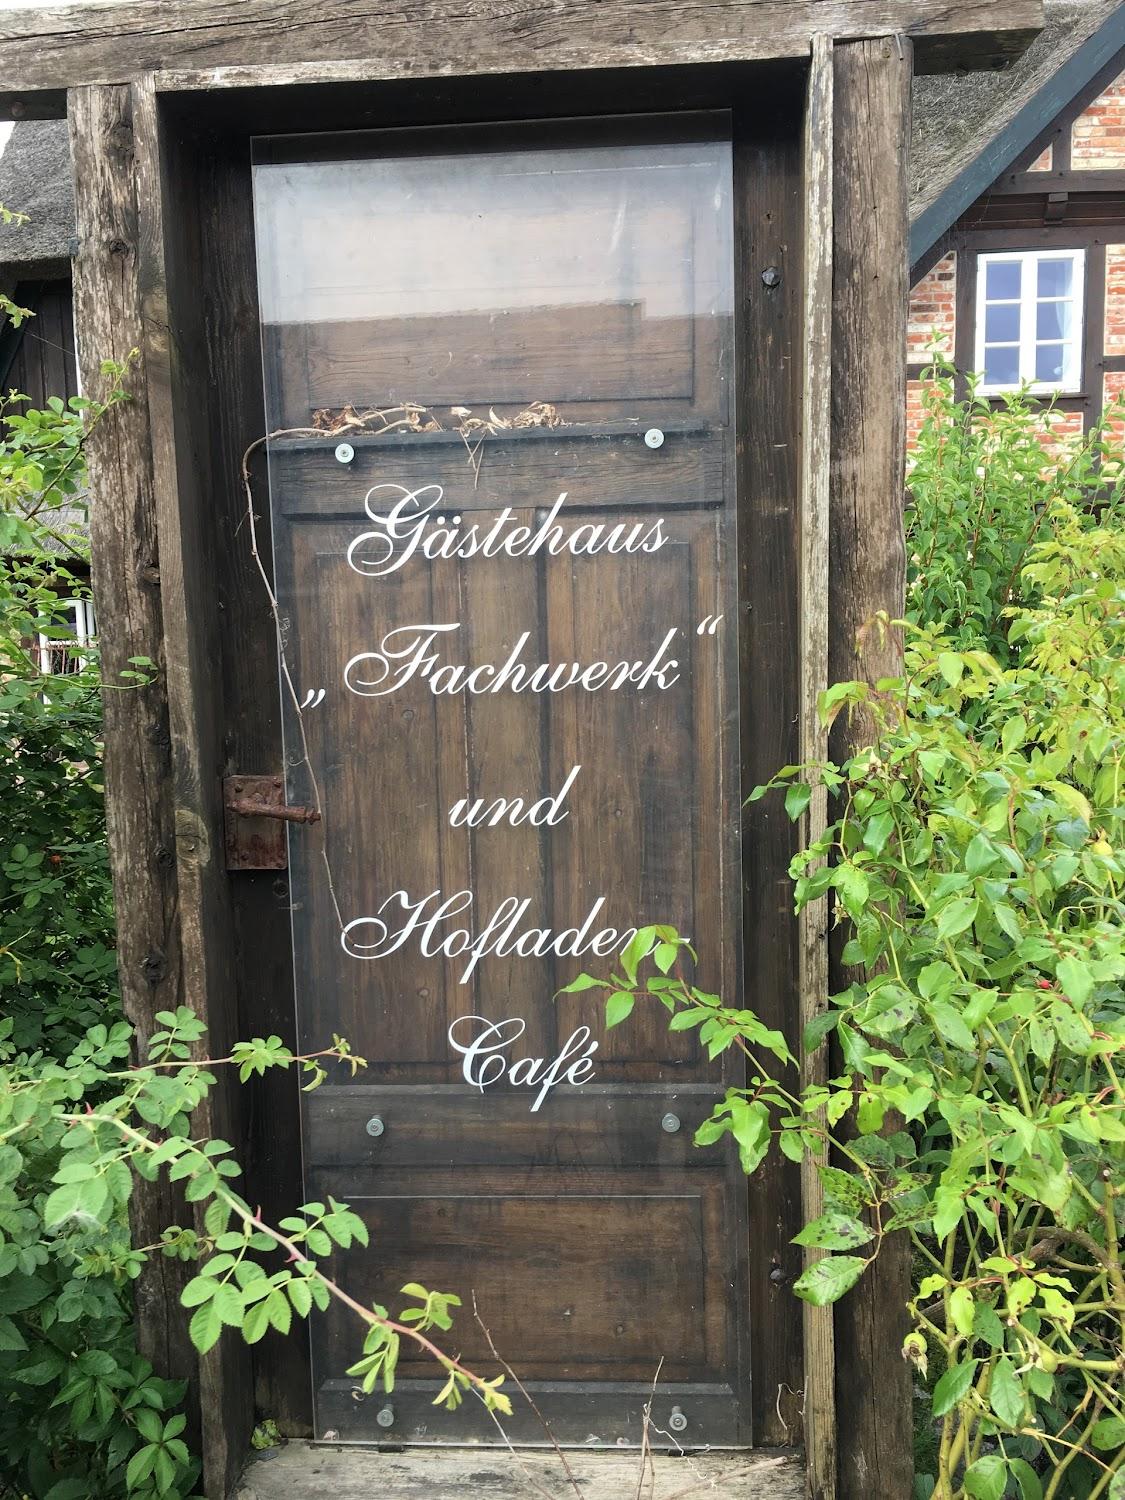 Gästehaus
„Fachwerk“
und
Hofladen-
Café